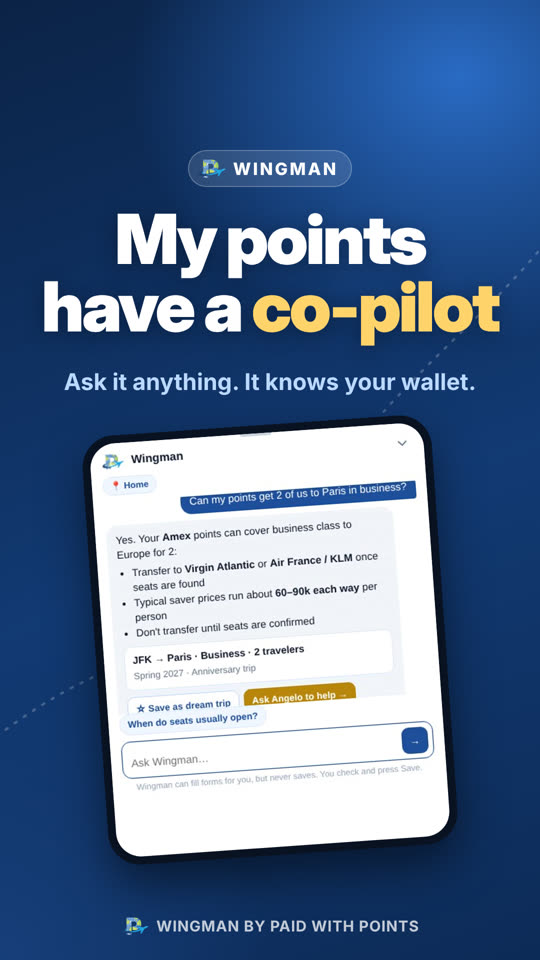 WINGMAN
My points
have a co-pilot
Ask it anything. It knows your wallet.
Wingman
📍 Home
Can my points get 2 of us to Paris in business?
Yes. Your Amex points can cover business class to
Europe for 2:
• Transfer to Virgin Atlantic or Air France / KLM once
seats are found
• Typical saver prices run about 60–90k each way per
person
• Don't transfer until seats are confirmed
JFK → Paris · Business · 2 travelers
Spring 2027 · Anniversary trip
☆ Save as dream trip
Ask Angelo to help →
When do seats usually open?
Ask Wingman...
→
Wingman can fill forms for you, but never saves. You check and press Save.
WINGMAN BY PAID WITH POINTS